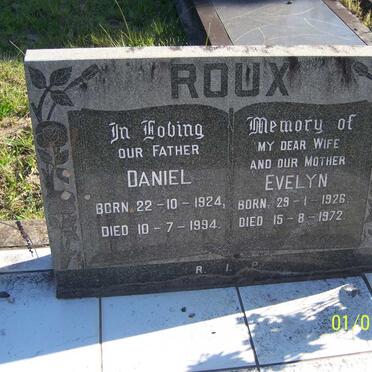 ROUX
In Loving
OUR FATHER
DANIEL
BORN 22-10-1924,
DIED 10-7-1994.
Memory of
MY DEAR WIFE
AND OUR MOTHER
EVELYN
BORN 29-1-1926.
DIED 15-8-1972.
R. I. P.
01/0